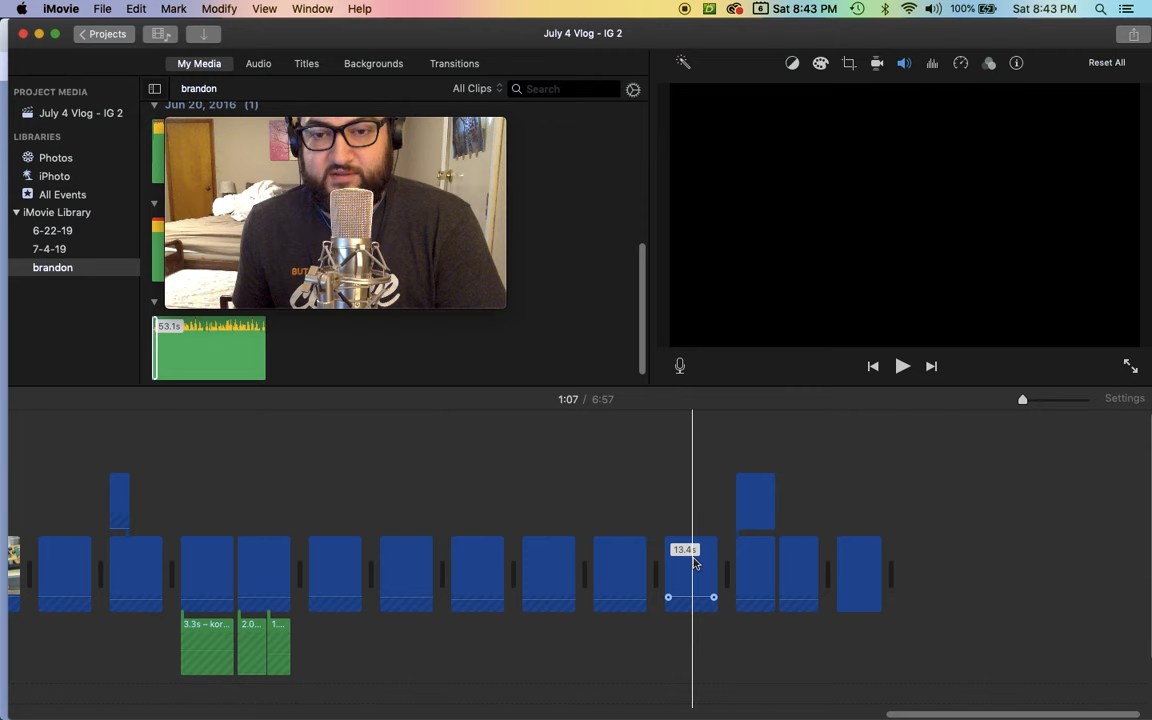 iMovie File Edit Mark Modify View Window Help 6 Sat 8:43 PM 100% Sat 8:43 PM
Projects July 4 Vlog - IG 2
My Media Audio Titles Backgrounds Transitions Reset All
PROJECT MEDIA
July 4 Vlog - IG 2
LIBRARIES
Photos
iPhoto
All Events
iMovie Library
6-22-19
7-4-19
brandon
brandon All Clips Search
Jun 20, 2016 (1)
BUT
53.1s
1:07 / 6:57 Settings
13.4s
3.3s – kor... 2.0... 1....